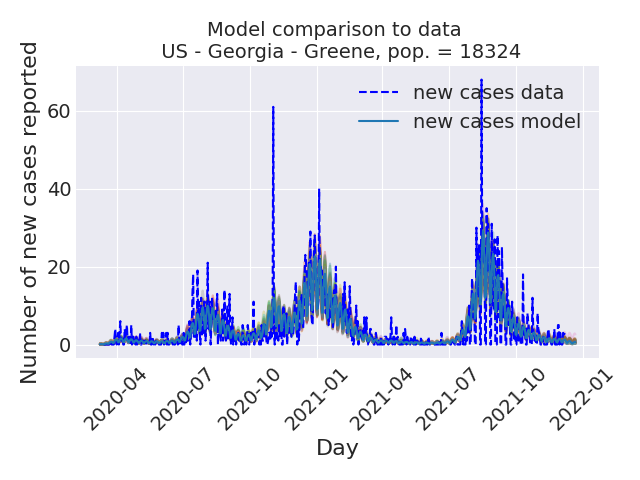 Model comparison to data
US - Georgia - Greene, pop. = 18324
Number of new cases reported
60
40
20
0
new cases data
new cases model
2020-04
2020-07
2020-10
2021-01
2021-04
2021-07
2021-10
2022-01
Day